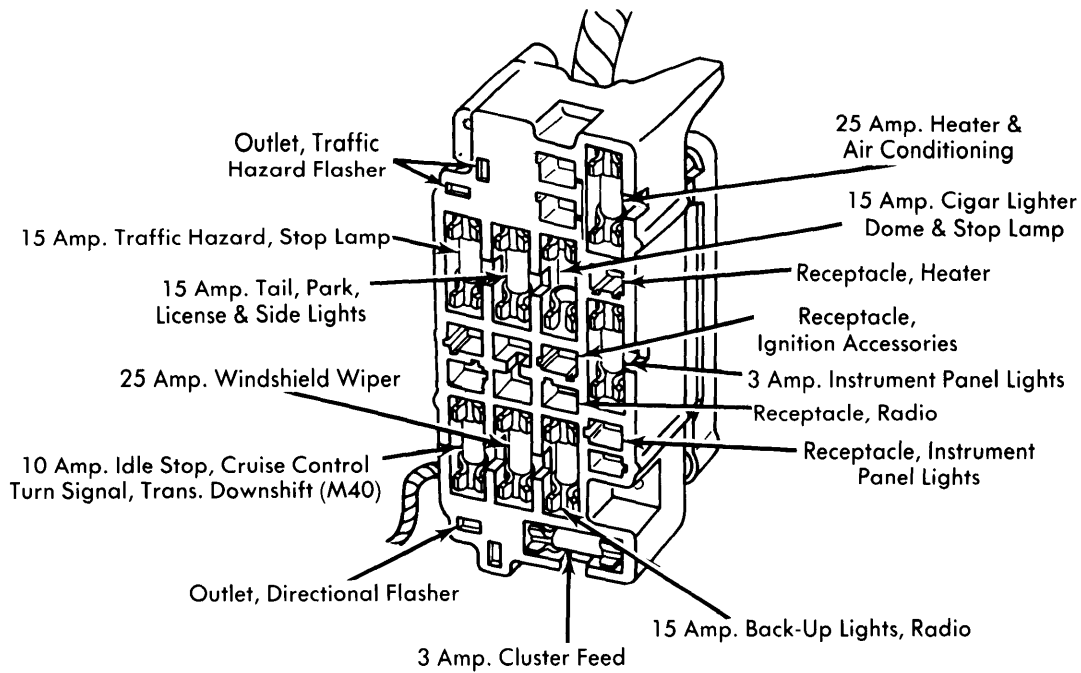 Outlet, Traffic
Hazard Flasher
15 Amp. Traffic Hazard, Stop Lamp
15 Amp. Tail, Park,
License & Side Lights
25 Amp. Windshield Wiper
10 Amp. Idle Stop, Cruise Control
Turn Signal, Trans. Downshift (M40)
Outlet, Directional Flasher
3 Amp. Cluster Feed
25 Amp. Heater &
Air Conditioning
15 Amp. Cigar Lighter
Dome & Stop Lamp
Receptacle, Heater
Receptacle,
Ignition Accessories
3 Amp. Instrument Panel Lights
Receptacle, Radio
Receptacle, Instrument
Panel Lights
15 Amp. Back-Up Lights, Radio